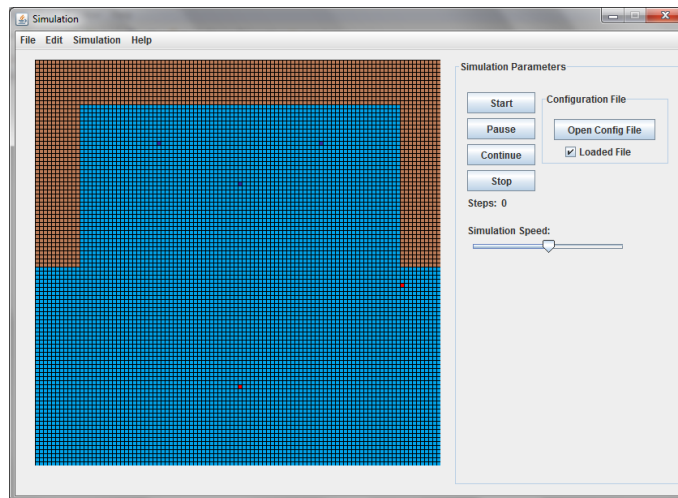 Simulation
File Edit Simulation Help
Simulation Parameters
Start
Configuration File
Pause
Open Config File
Continue
Loaded File
Stop
Steps: 0
Simulation Speed: